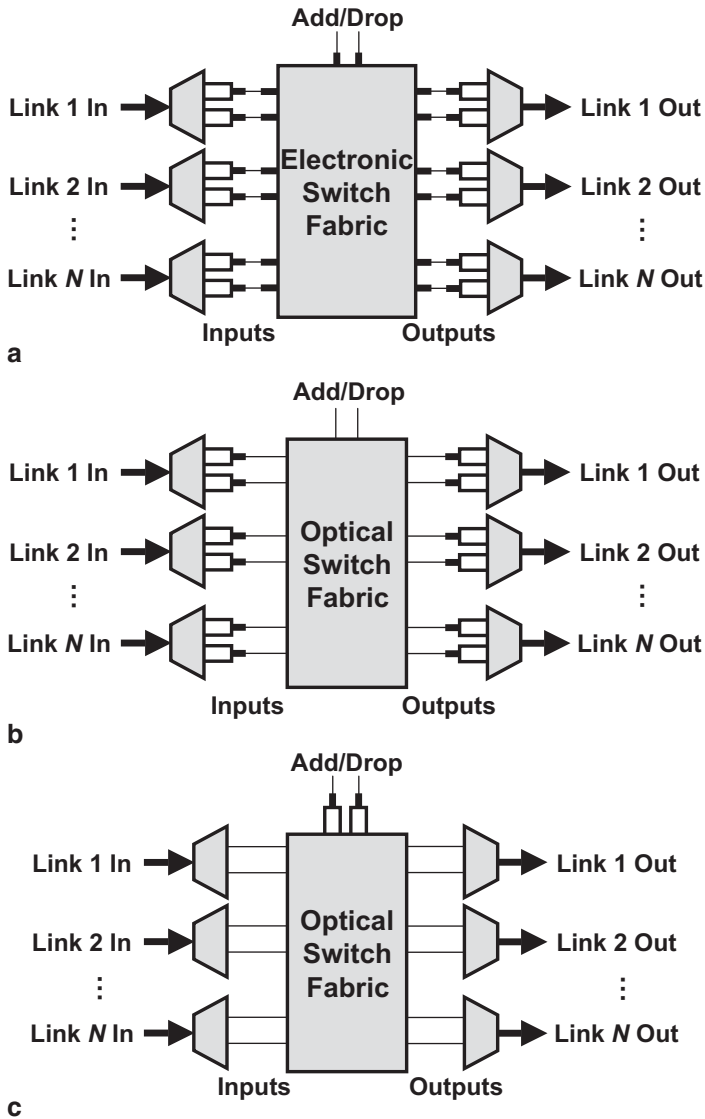 Add/Drop
Link 1 In
Link 1 Out
Electronic
Switch
Fabric
Link 2 In
Link 2 Out
⋮
⋮
Link N In
Link N Out
Inputs
Outputs
a
Add/Drop
Link 1 In
Link 1 Out
Optical
Switch
Fabric
Link 2 In
Link 2 Out
⋮
⋮
Link N In
Link N Out
Inputs
Outputs
b
Add/Drop
Link 1 In
Link 1 Out
Optical
Switch
Fabric
Link 2 In
Link 2 Out
⋮
⋮
Link N In
Link N Out
Inputs
Outputs
c